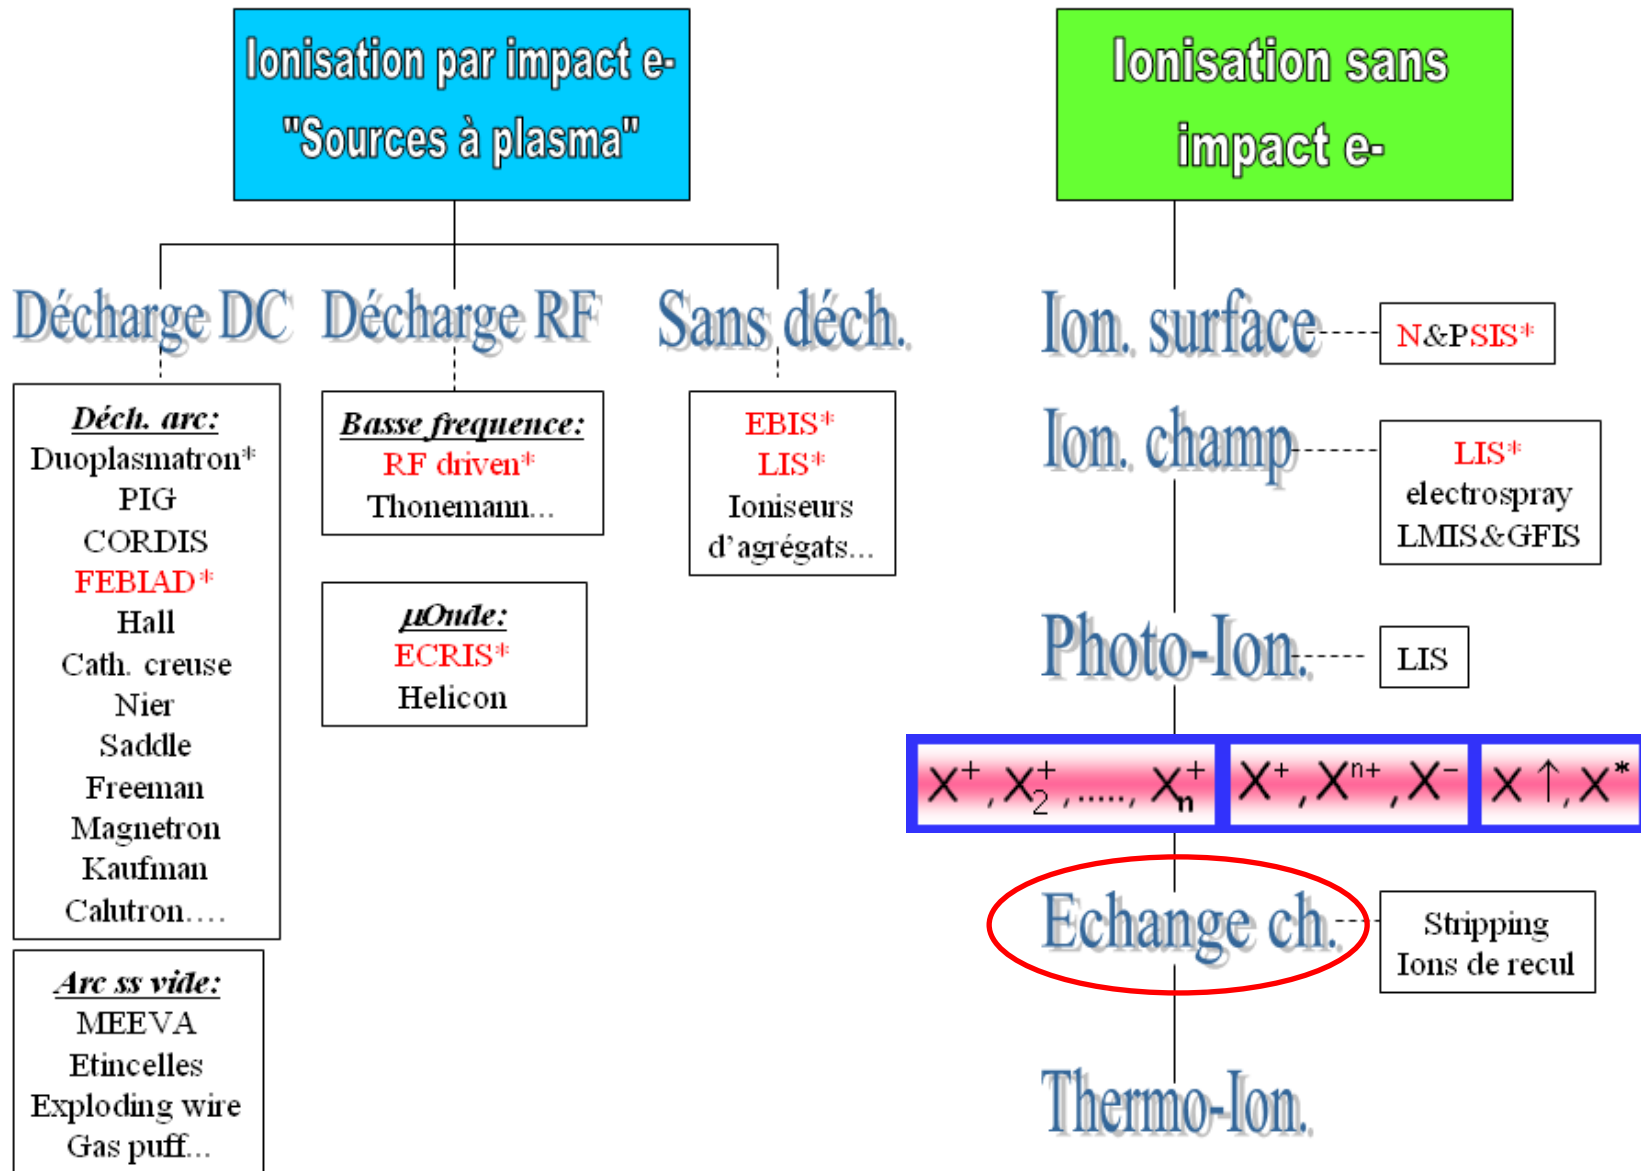 Ionisation par impact e-
"Sources à plasma"
Décharge DC
Déch. arc:
Duoplasmatron*
PIG
CORDIS
FEBIAD*
Hall
Cath. creuse
Nier
Saddle
Freeman
Magnetron
Kaufman
Calutron....
Arc ss vide:
MEEVA
Etincelles
Exploding wire
Gas puff...
Décharge RF
Basse frequence:
RF driven*
Thonemann...
µOnde:
ECRIS*
Helicon
Sans déch.
EBIS*
LIS*
Ioniseurs
d'agrégats...
Ionisation sans
impact e-
Ion. surface
N&PSIS*
Ion. champ
LIS*
electrospray
LMIS&GFIS
Photo-Ion.
LIS
X⁺, X₂⁺, ....., Xₙ⁺
X⁺, Xⁿ⁺, X⁻
X ↑, X*
Echange ch.
Stripping
Ions de recul
Thermo-Ion.